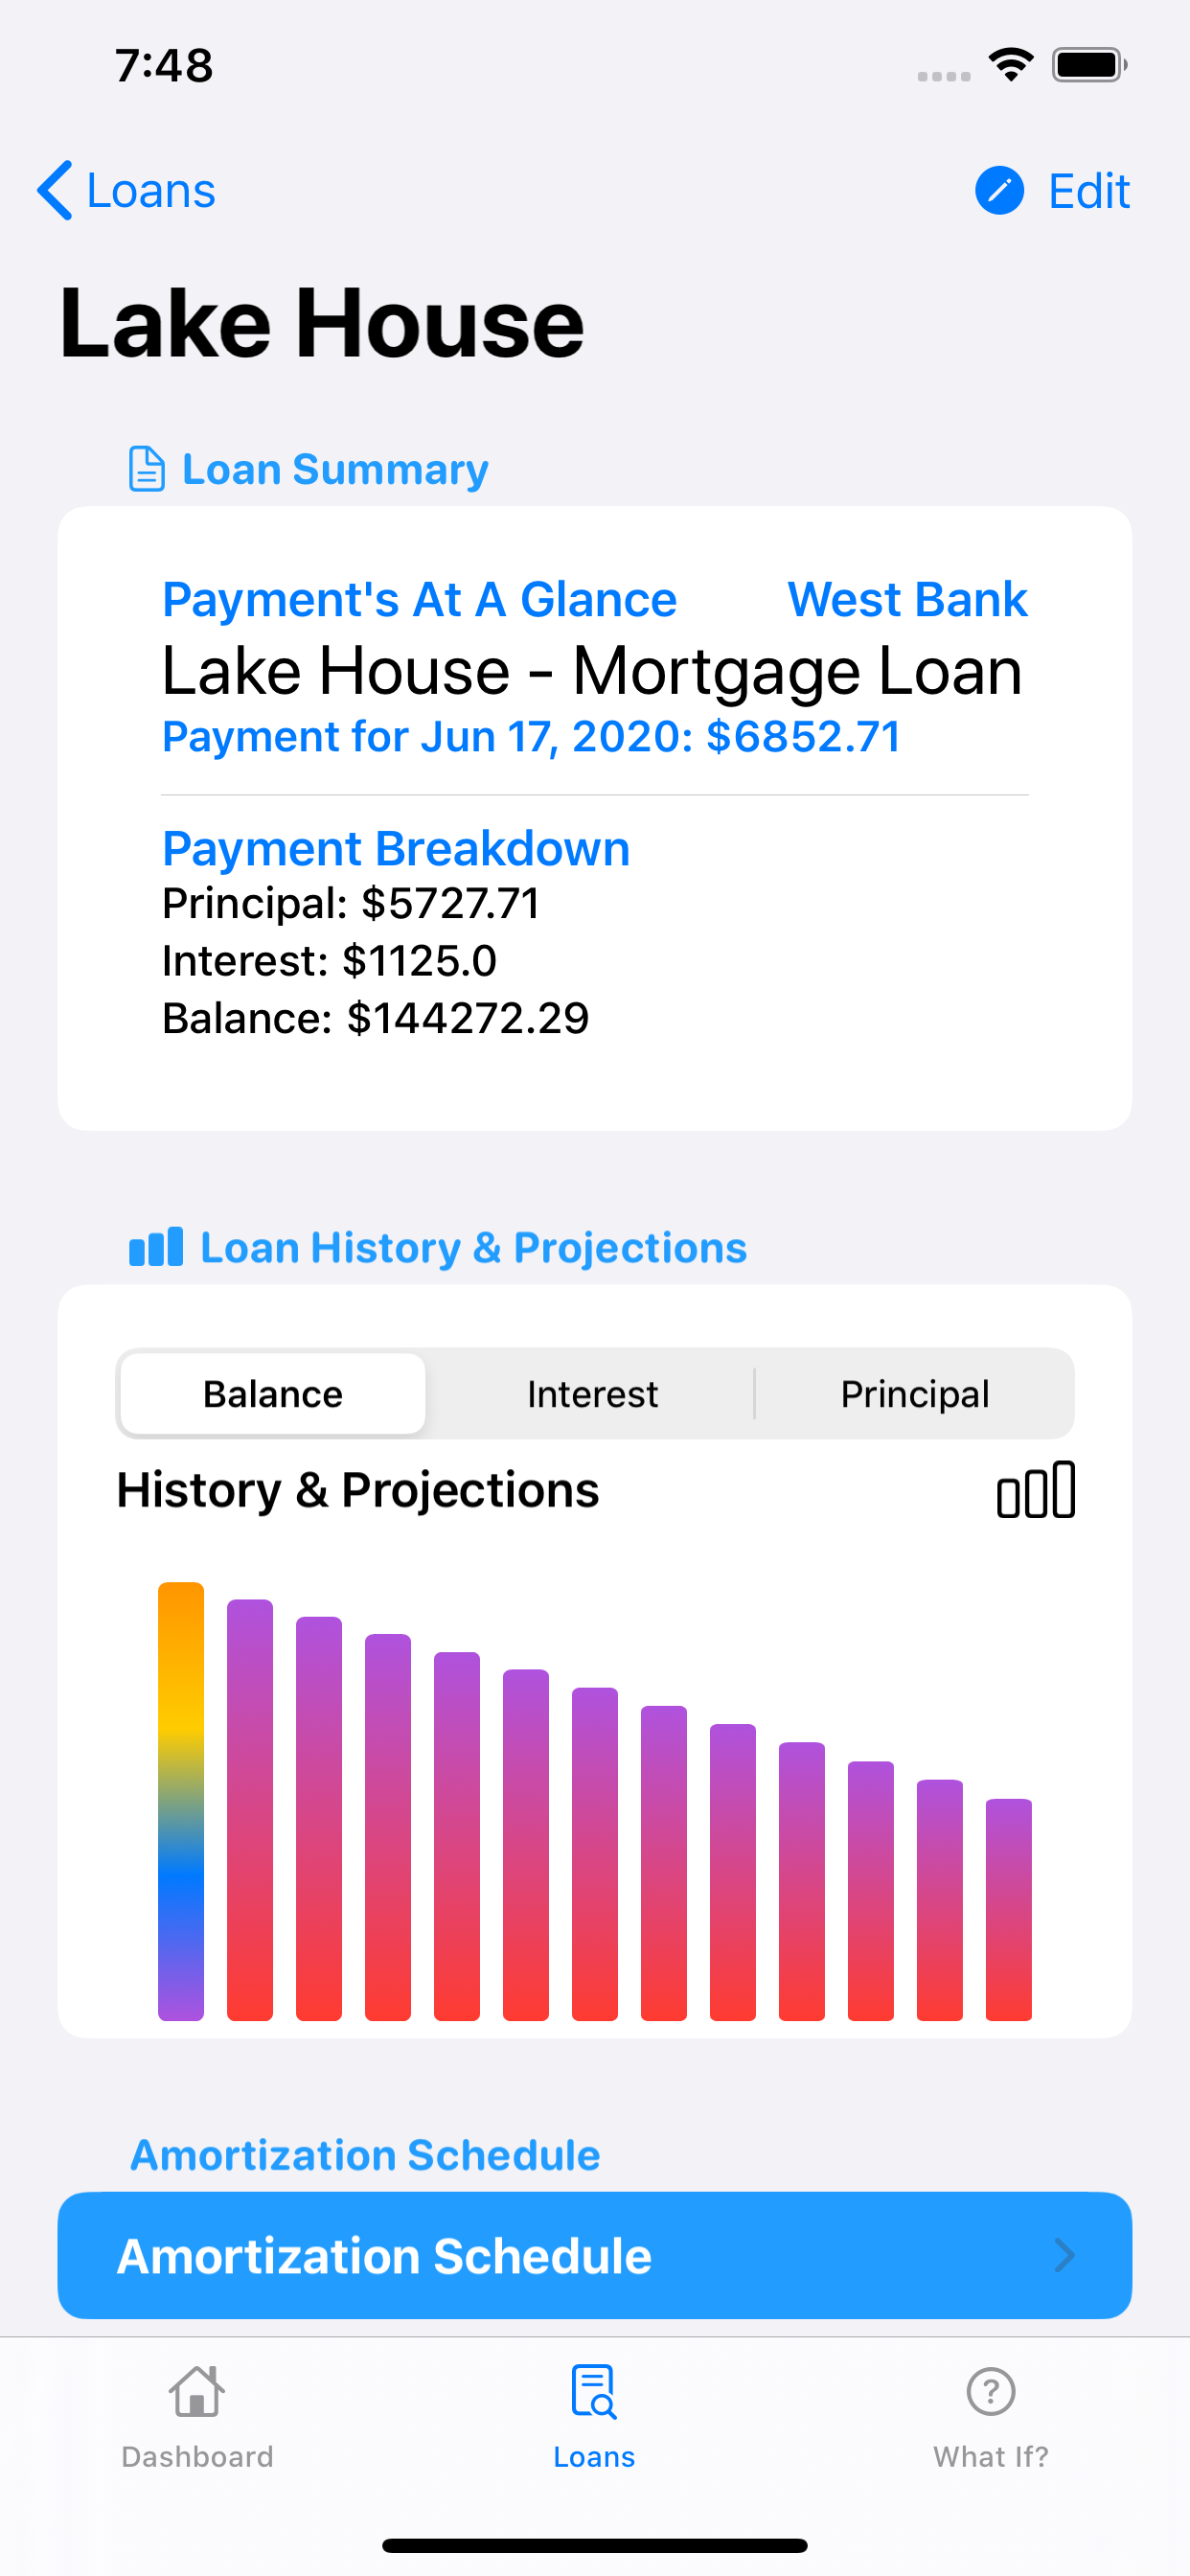 7:48
Loans
Edit
Lake House
Loan Summary
Payment's At A Glance West Bank
Lake House - Mortgage Loan
Payment for Jun 17, 2020: $6852.71
Payment Breakdown
Principal: $5727.71
Interest: $1125.0
Balance: $144272.29
Loan History & Projections
Balance Interest Principal
History & Projections
Amortization Schedule
Amortization Schedule
Dashboard Loans What If?